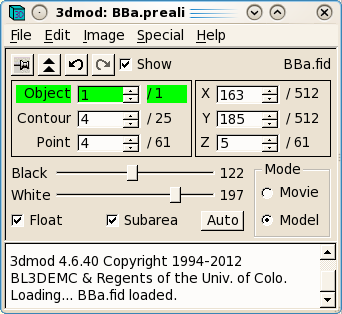 3dmod: BBa.preali
File Edit Image Special Help
Show BBa.fid
Object 1 / 1 X 163 / 512
Contour 4 / 25 Y 185 / 512
Point 4 / 61 Z 5 / 61
Black 122 Mode
White 197 Movie
Float Subarea Auto Model
3dmod 4.6.40 Copyright 1994-2012
BL3DEMC & Regents of the Univ. of Colo.
Loading... BBa.fid loaded.